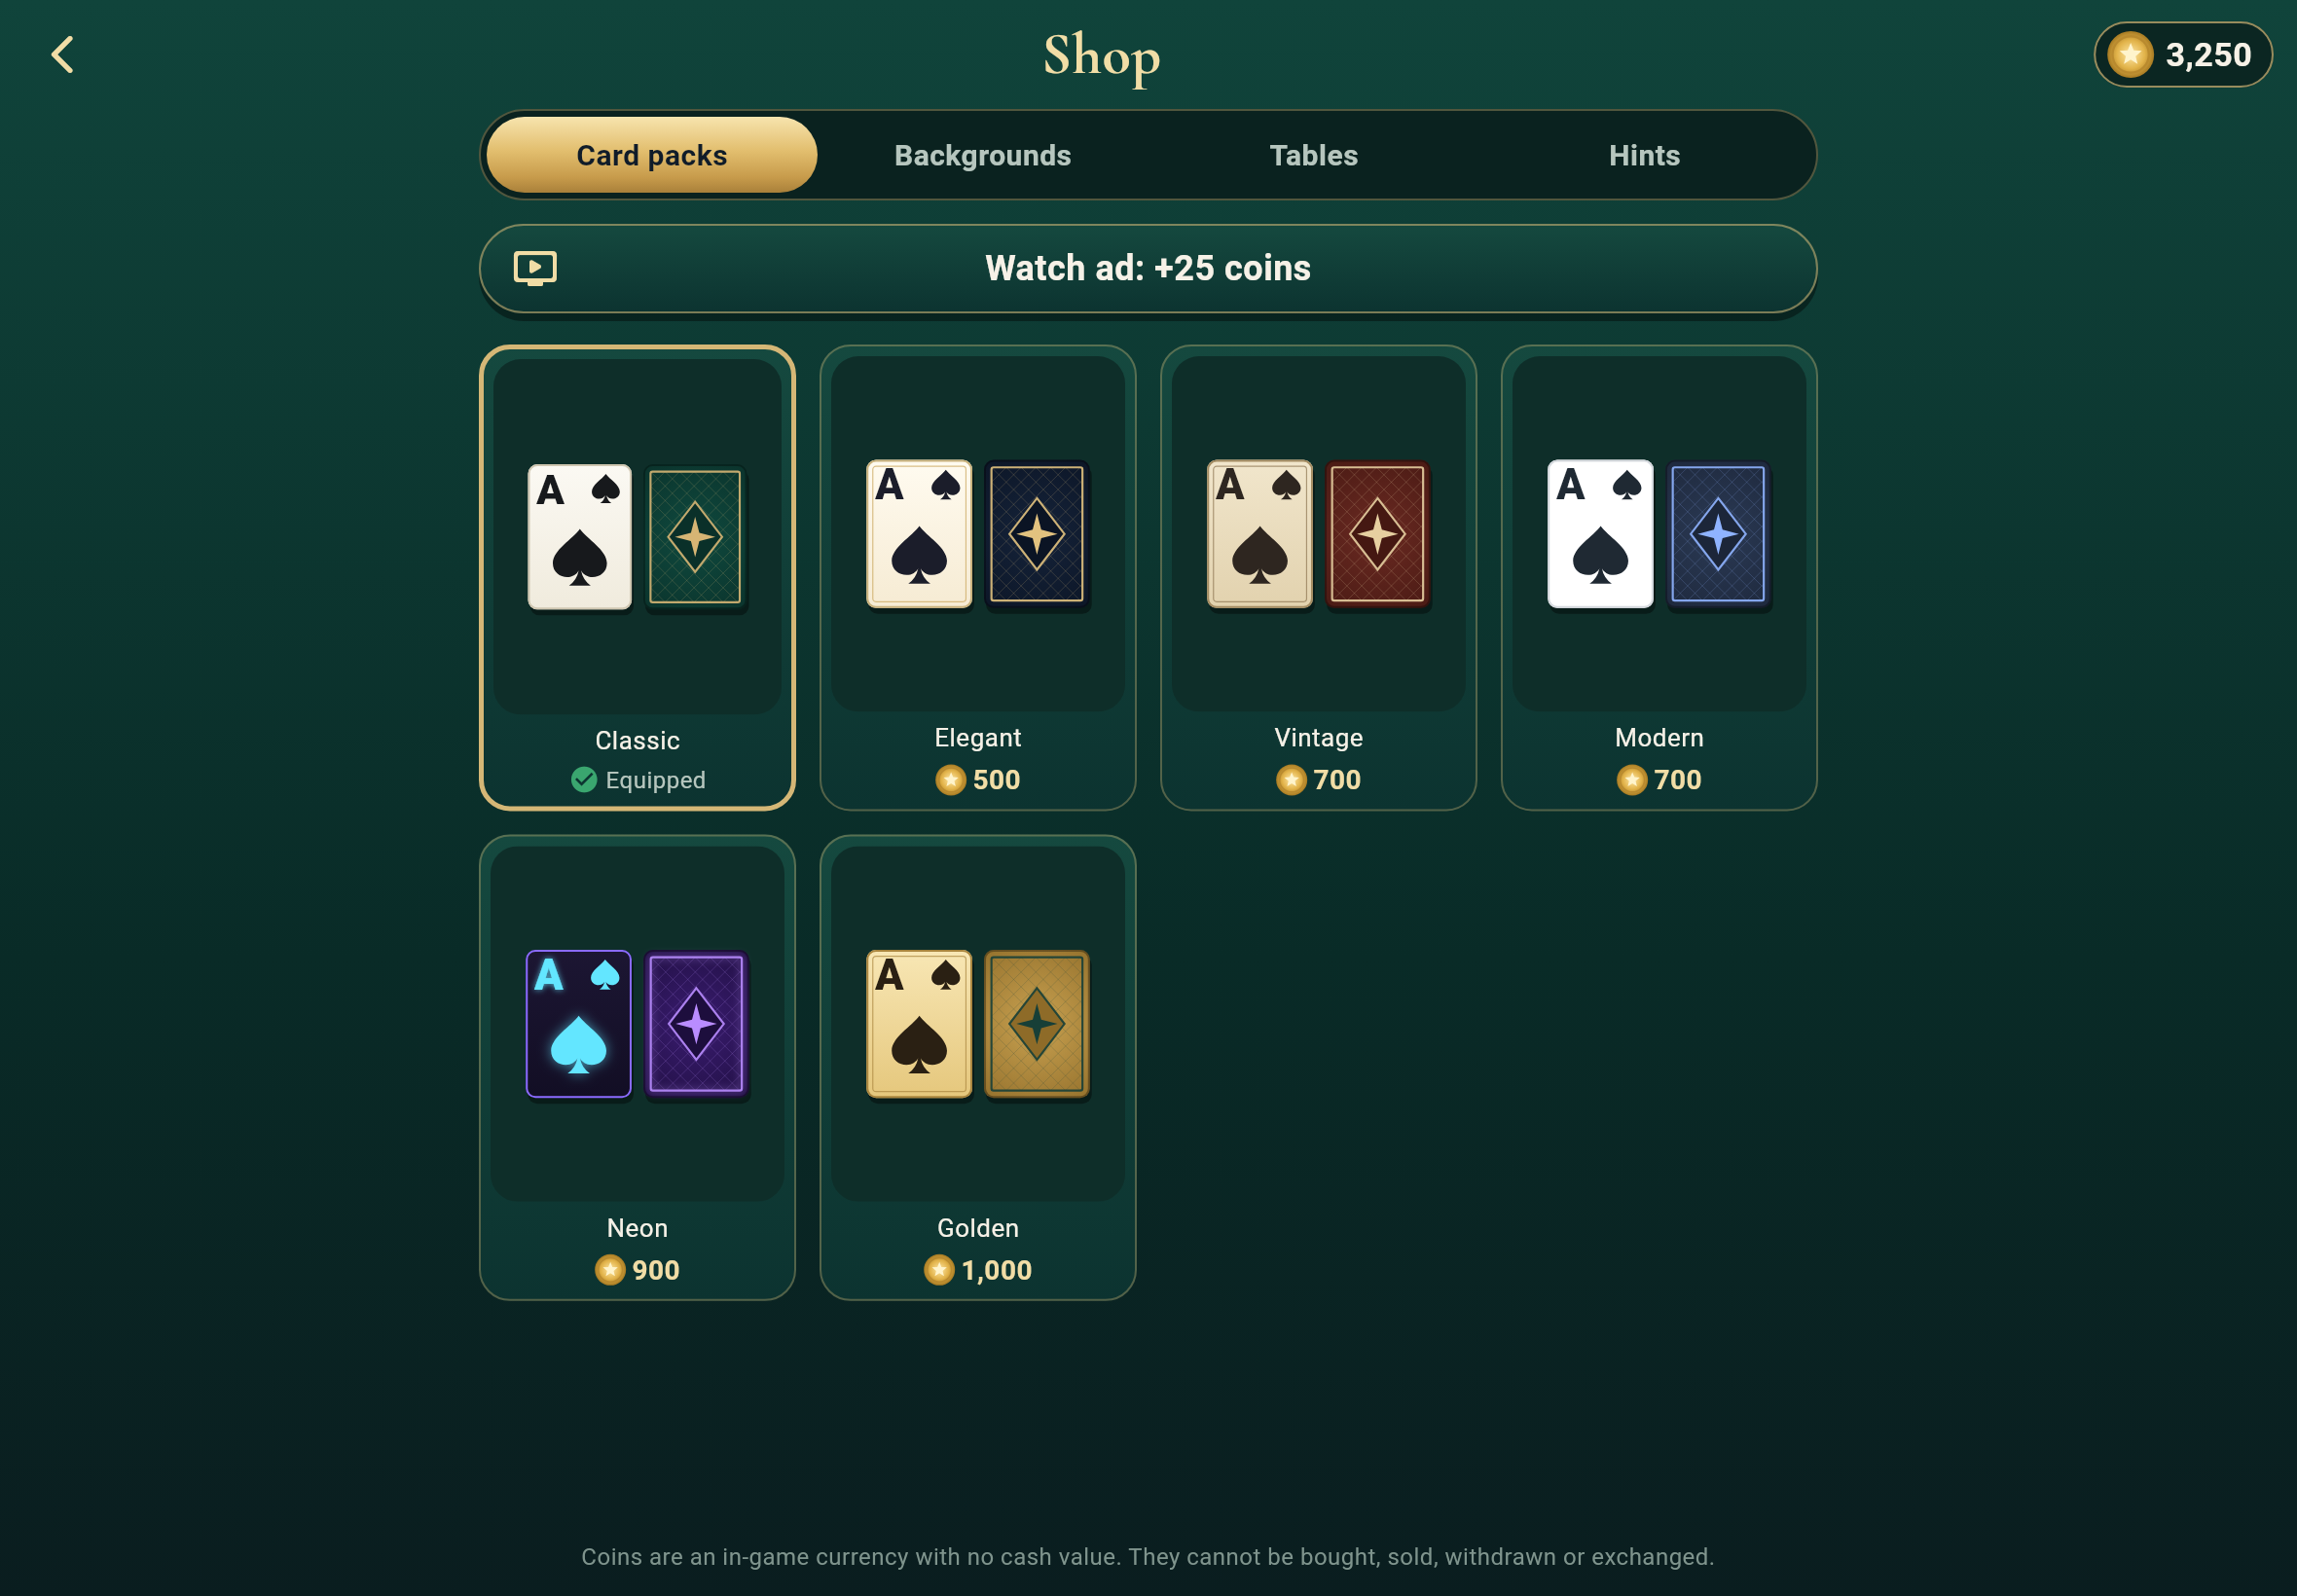 Shop
3,250
Card packs
Backgrounds
Tables
Hints
Watch ad: +25 coins
A
A
A
A
Classic
Elegant
Vintage
Modern
Equipped
500
700
700
A
A
Neon
Golden
900
1,000
Coins are an in-game currency with no cash value. They cannot be bought, sold, withdrawn or exchanged.